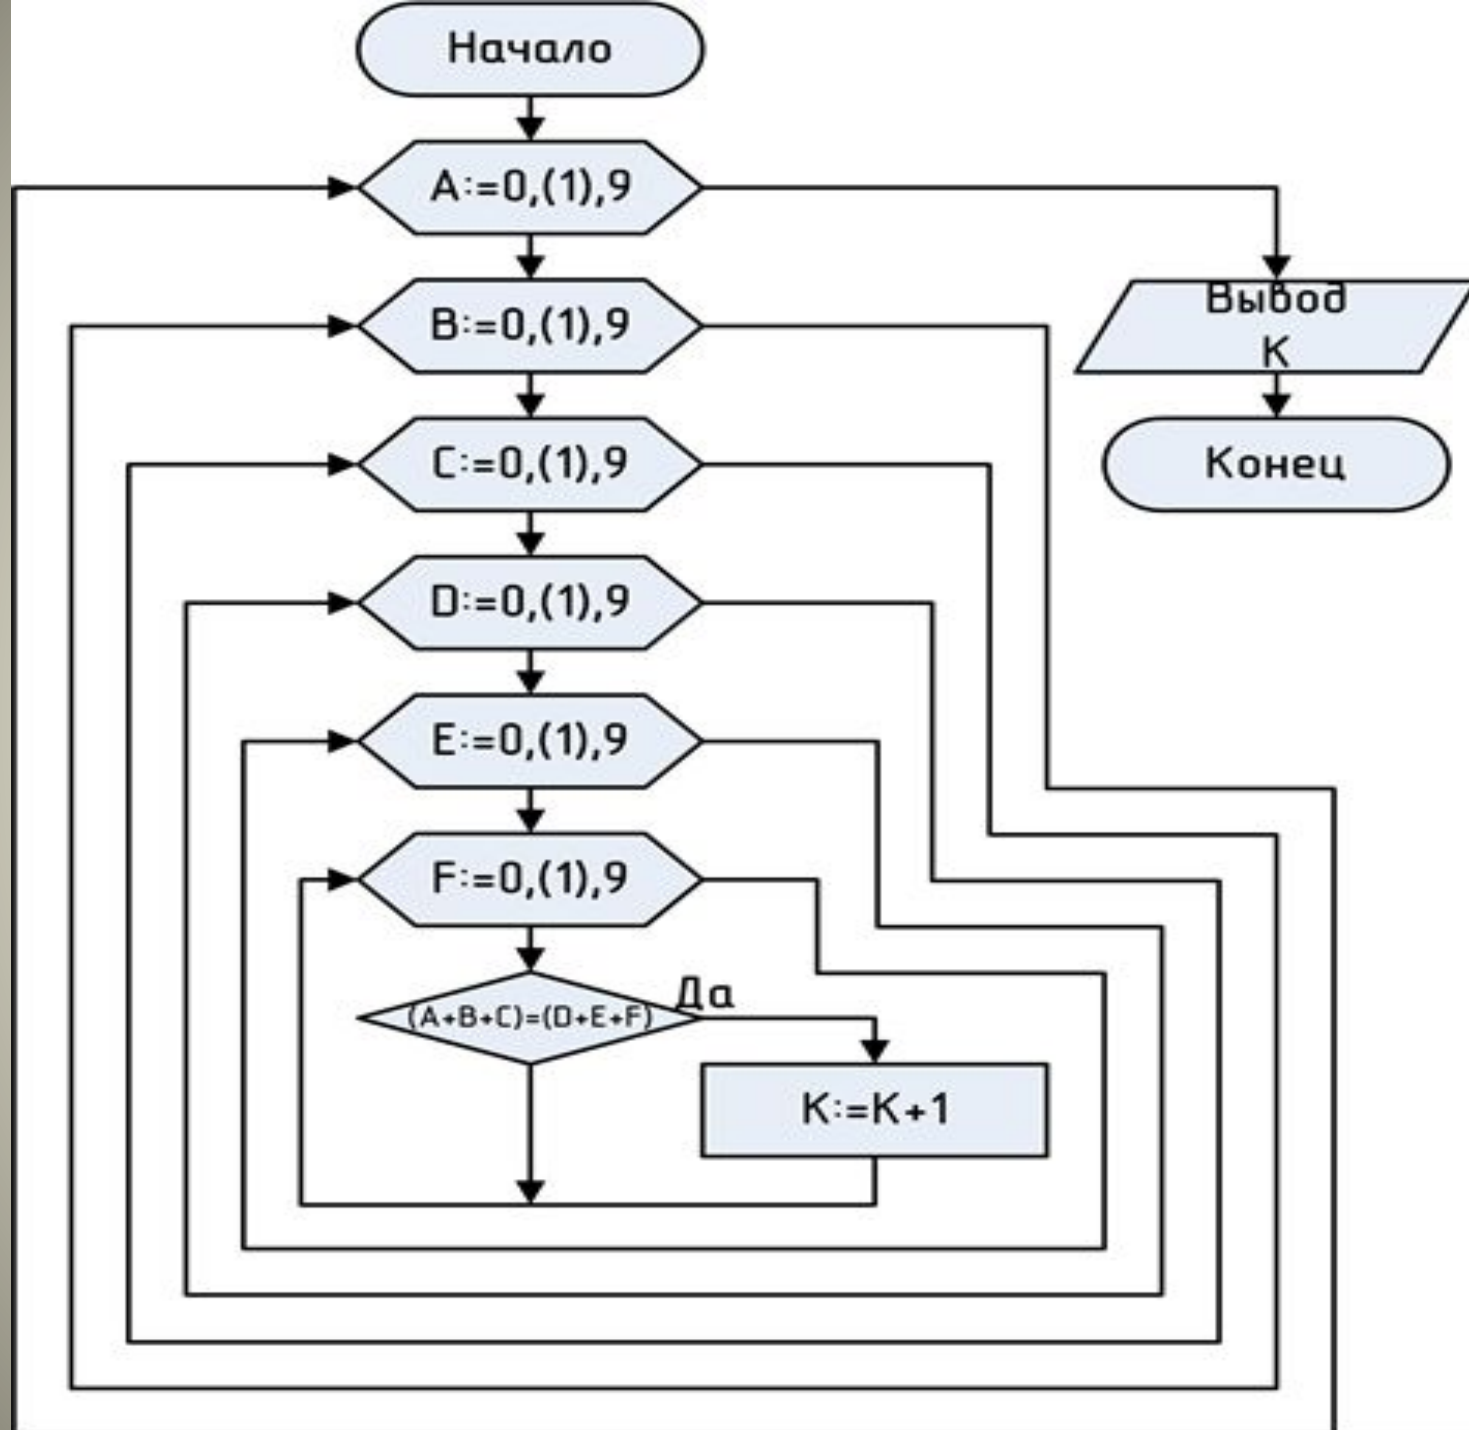 Начало
A:=0,(1),9
B:=0,(1),9
Вывод
К
C:=0,(1),9
Конец
D:=0,(1),9
E:=0,(1),9
F:=0,(1),9
Да
(A+B+C)=(D+E+F)
K:=K+1